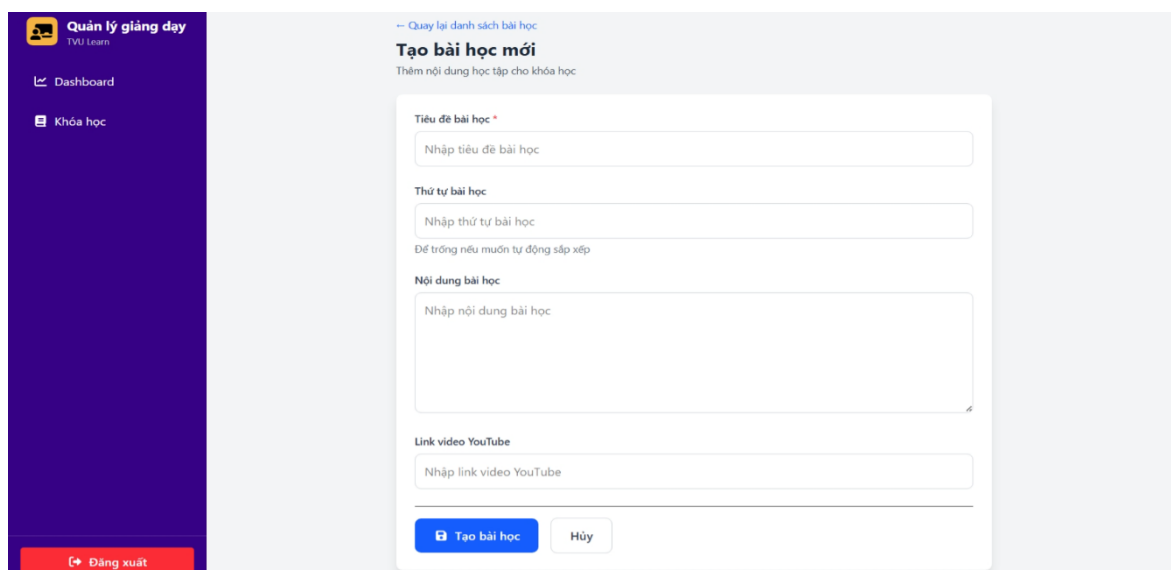 Quản lý giảng dạy
TVU Learn
Dashboard
Khóa học
Đăng xuất
← Quay lại danh sách bài học
Tạo bài học mới
Thêm nội dung học tập cho khóa học
Tiêu đề bài học *
Nhập tiêu đề bài học
Thứ tự bài học
Nhập thứ tự bài học
Để trống nếu muốn tự động sắp xếp
Nội dung bài học
Nhập nội dung bài học
Link video YouTube
Nhập link video YouTube
Tạo bài học
Hủy